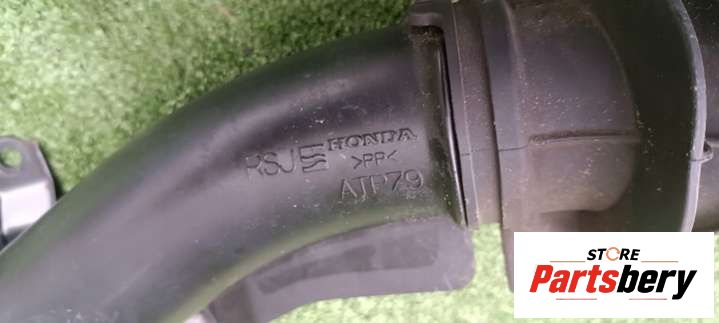 RSJ HONDA
>PP<
ATP79
STORE
Partsbery